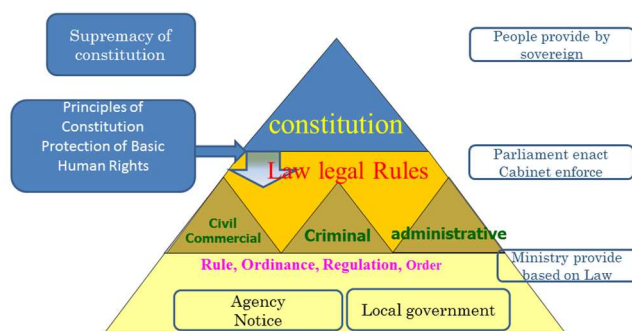 Supremacy of
constitution
People provide by
sovereign
Principles of
Constitution
Protection of Basic
Human Rights
constitution
Parliament enact
Cabinet enforce
Law legal Rules
Civil
Commercial
Criminal
administrative
Rule, Ordinance, Regulation, Order
Ministry provide
based on Law
Agency
Notice
Local government